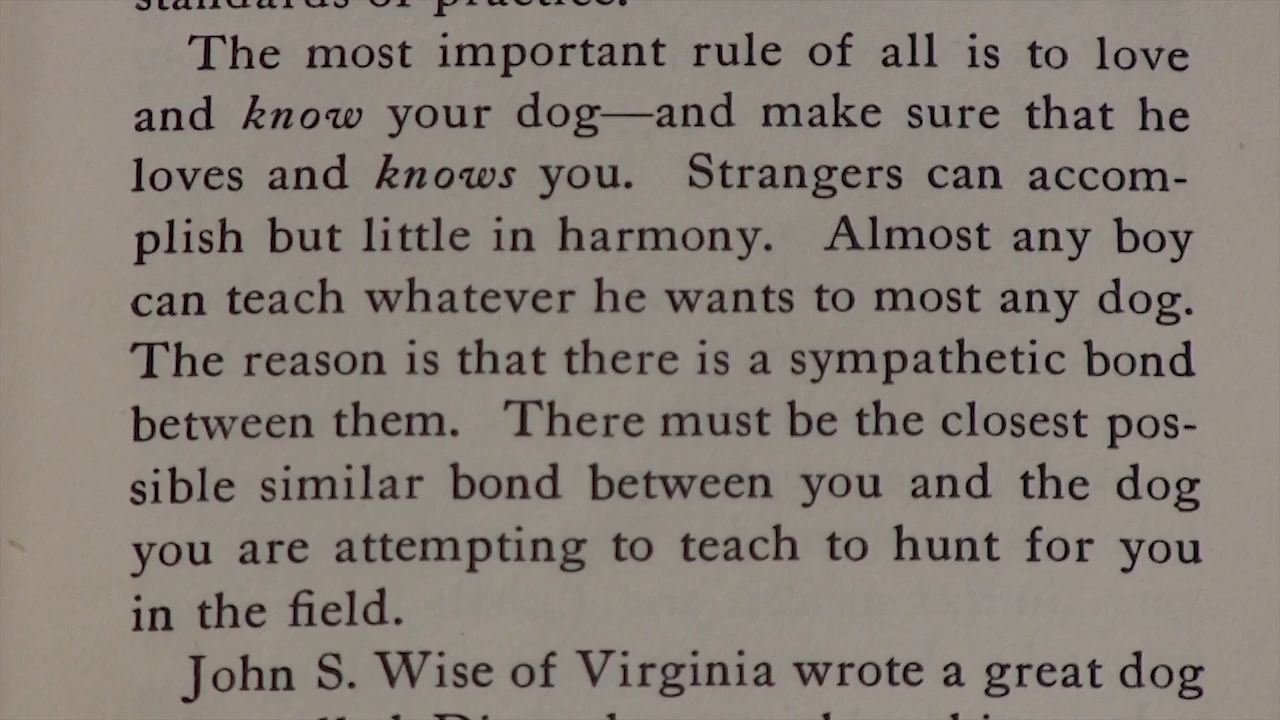 standards of practice.
The most important rule of all is to love
and know your dog—and make sure that he
loves and knows you. Strangers can accom-
plish but little in harmony. Almost any boy
can teach whatever he wants to most any dog.
The reason is that there is a sympathetic bond
between them. There must be the closest pos-
sible similar bond between you and the dog
you are attempting to teach to hunt for you
in the field.
John S. Wise of Virginia wrote a great dog